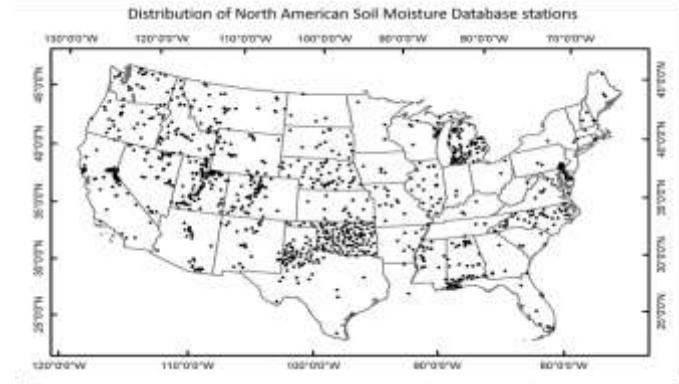 Distribution of North American Soil Moisture Database stations
130°0'0"W 120°0'0"W 110°0'0"W 100°0'0"W 90°0'0"W 80°0'0"W 70°0'0"W
45°0'0"N
40°0'0"N 40°0'0"N
35°0'0"N 35°0'0"N
30°0'0"N 30°0'0"N
25°0'0"N 25°0'0"N
120°0'0"W 110°0'0"W 100°0'0"W 90°0'0"W 80°0'0"W